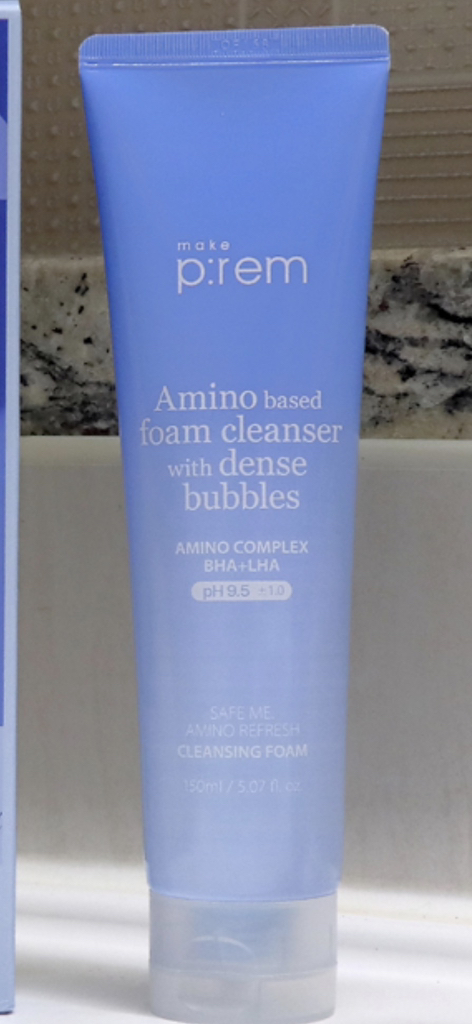 make
p:rem
Amino based
foam cleanser
with dense
bubbles
AMINO COMPLEX
BHA+LHA
pH 9.5 ±1.0
SAFE ME.
AMINO REFRESH
CLEANSING FOAM
150ml / 5.07 fl. oz